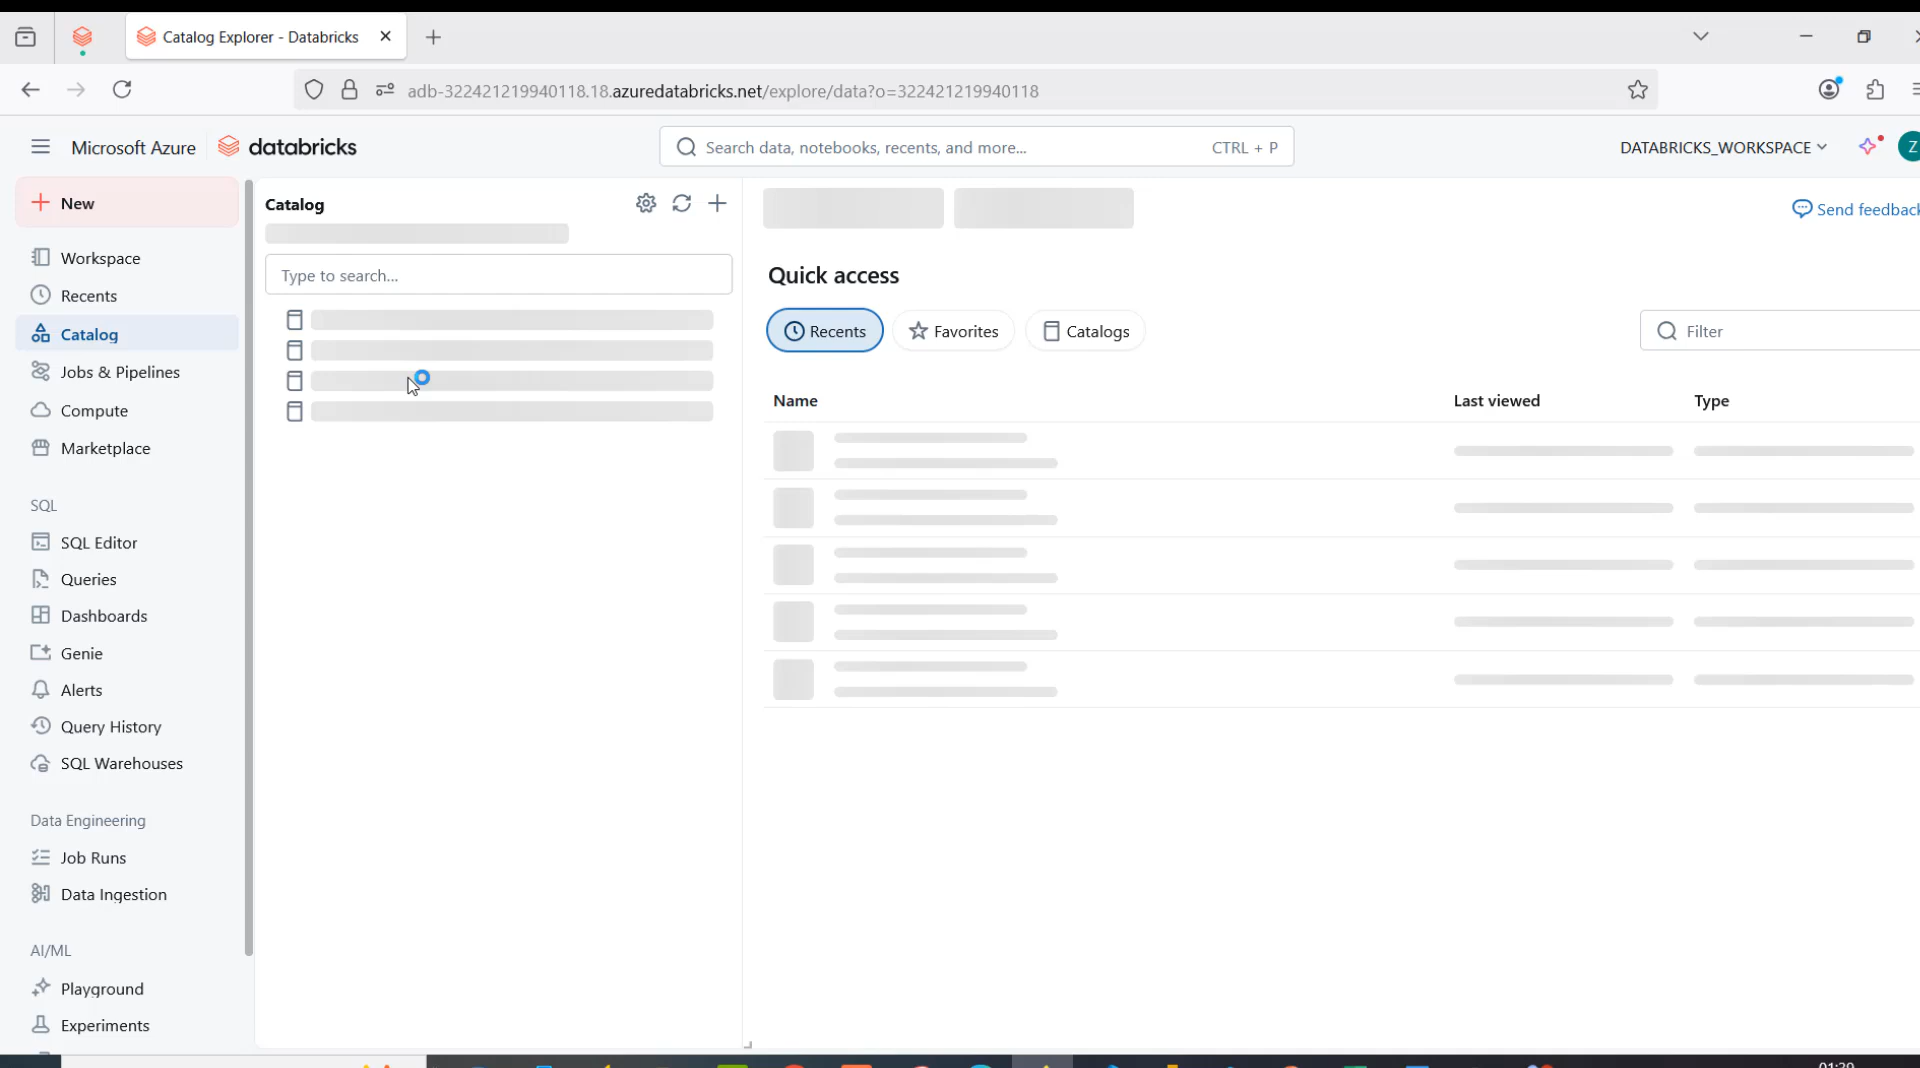 Catalog Explorer - Databricks
adb-322421219940118.18.azuredatabricks.net/explore/data?o=322421219940118
Microsoft Azure
databricks
Search data, notebooks, recents, and more...
CTRL + P
DATABRICKS_WORKSPACE
Z
New
Workspace
Recents
Catalog
Jobs & Pipelines
Compute
Marketplace
SQL
SQL Editor
Queries
Dashboards
Genie
Alerts
Query History
SQL Warehouses
Data Engineering
Job Runs
Data Ingestion
AI/ML
Playground
Experiments
Catalog
Type to search...
Send feedback
Quick access
Recents
Favorites
Catalogs
Filter
Name
Last viewed
Type